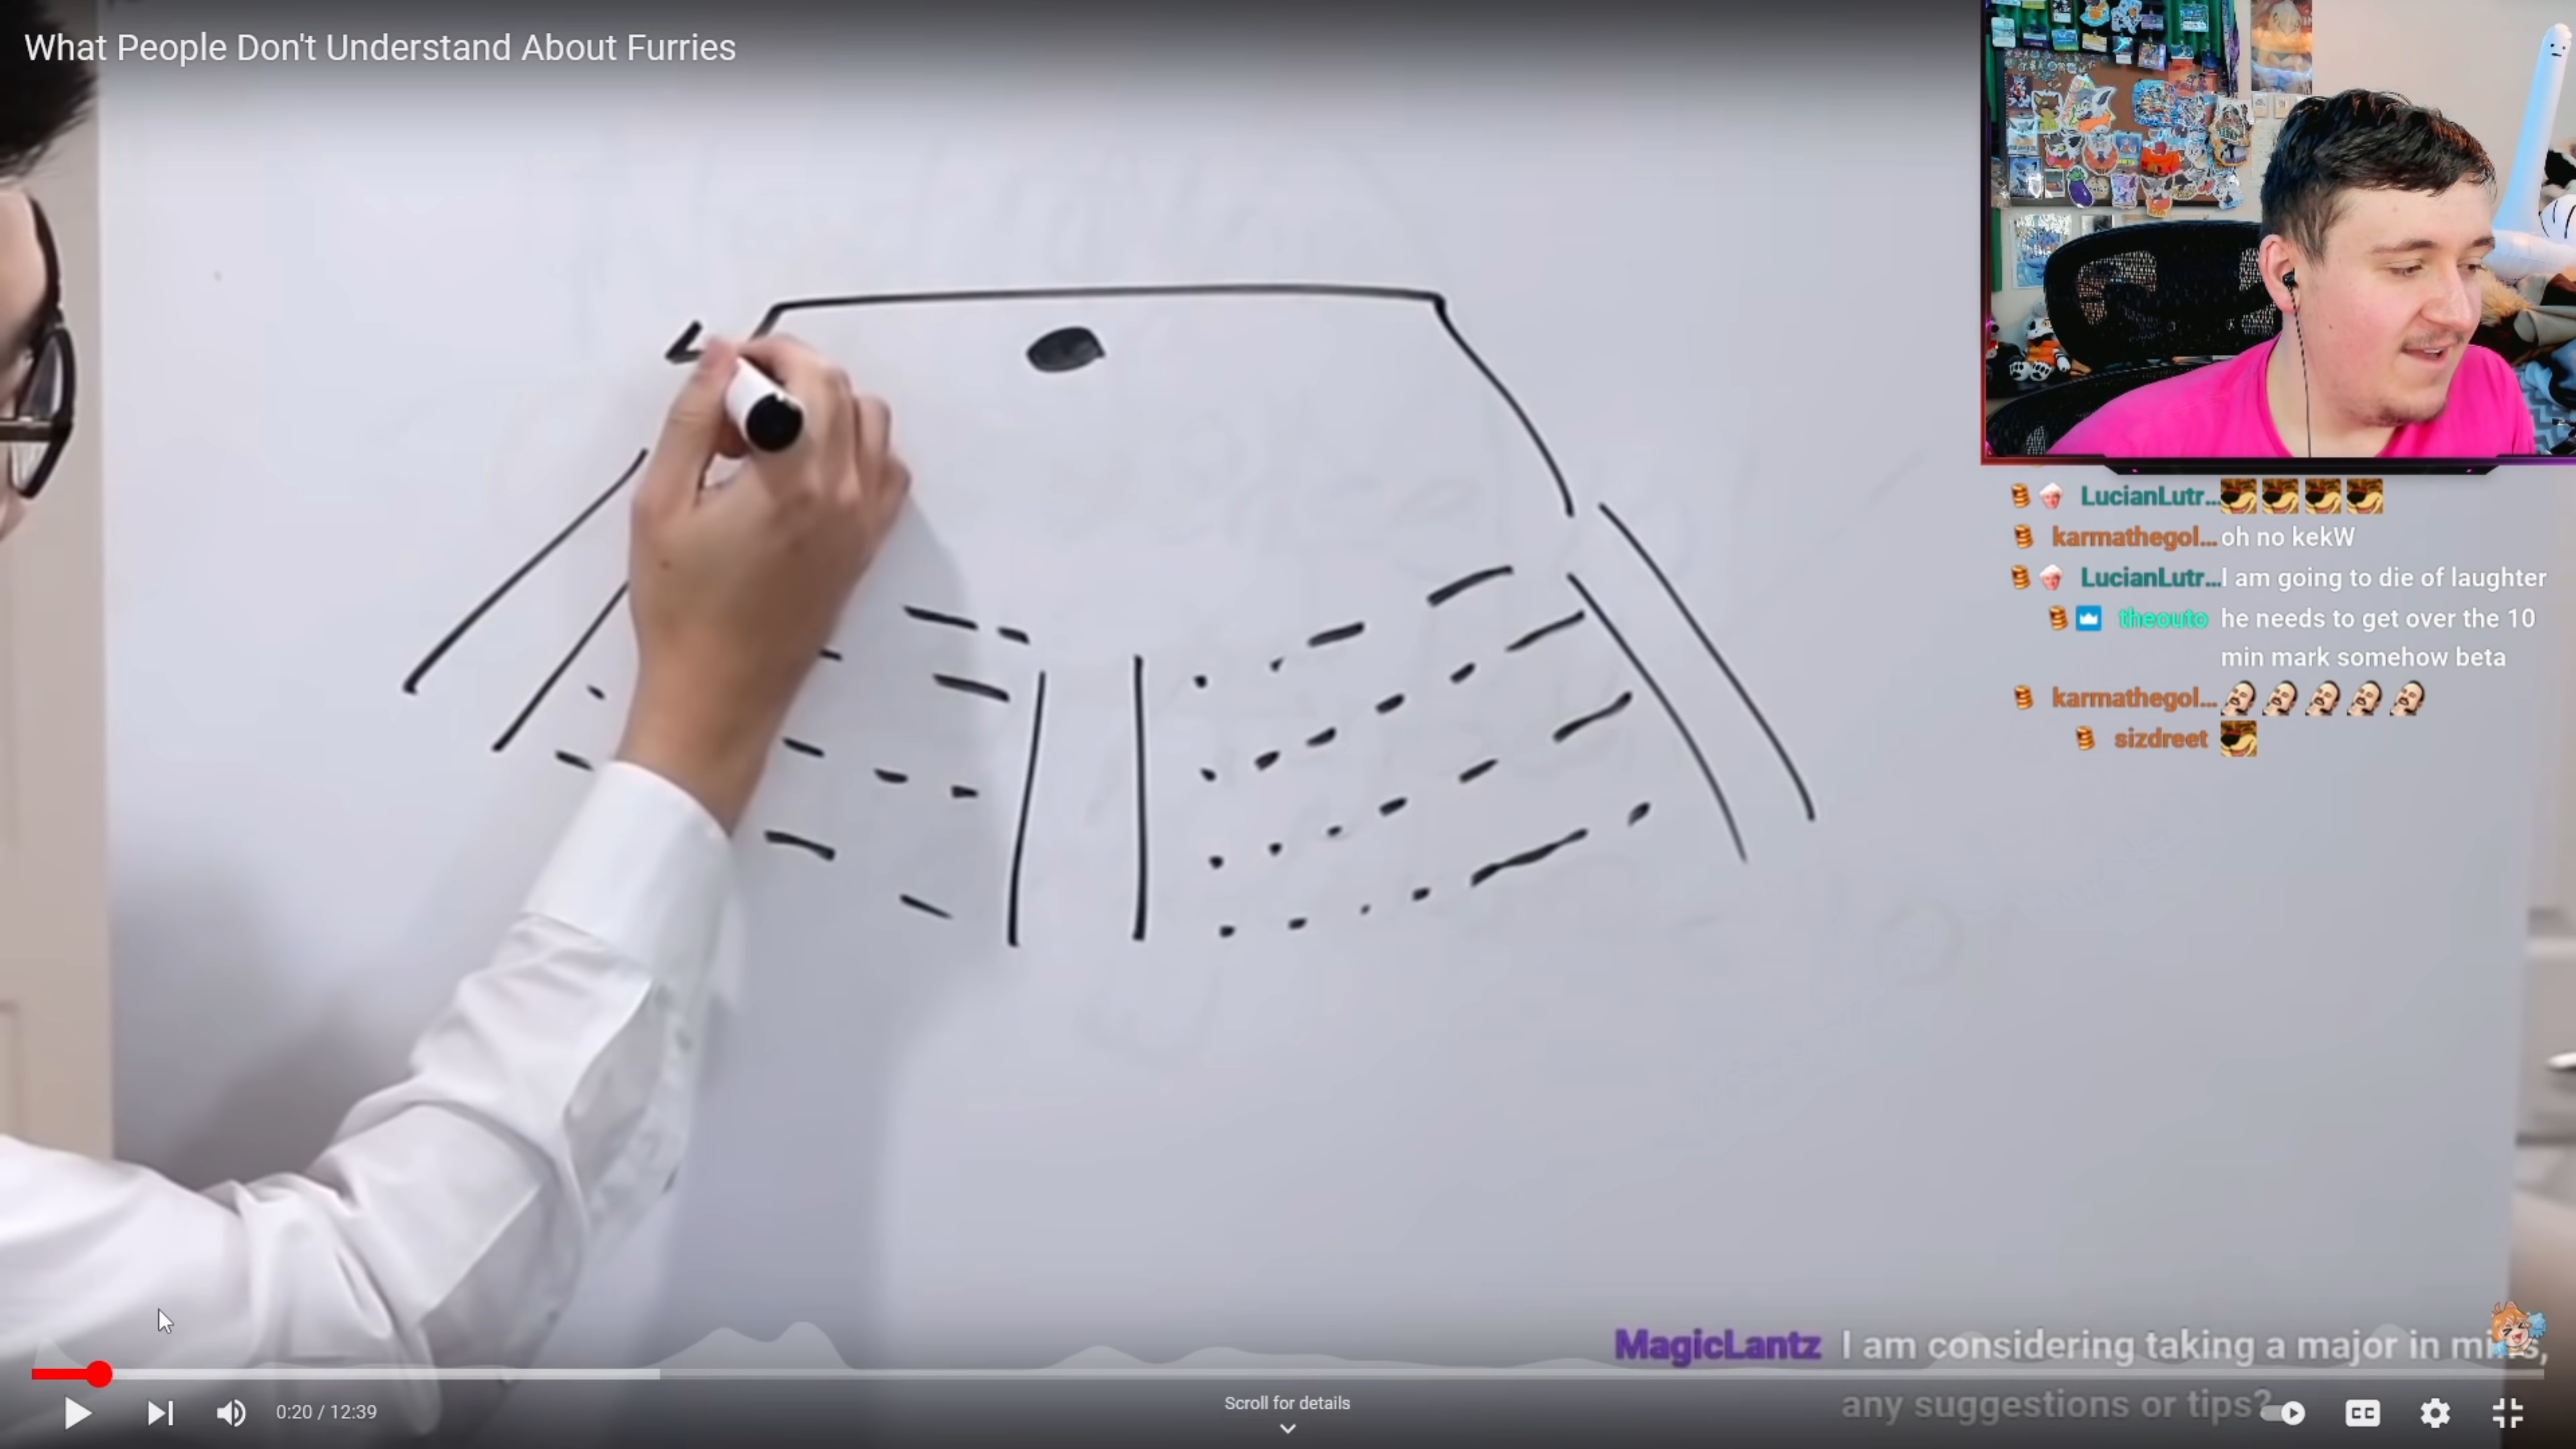 What People Don't Understand About Furries
LucianLutr...
karmathegol... oh no kekW
LucianLutr... I am going to die of laughter
theouto he needs to get over the 10
min mark somehow beta
karmathegol...
sizdreet
MagicLantz I am considering taking a major in
any suggestions or tips?
0:20 / 12:39
Scroll for details
CC